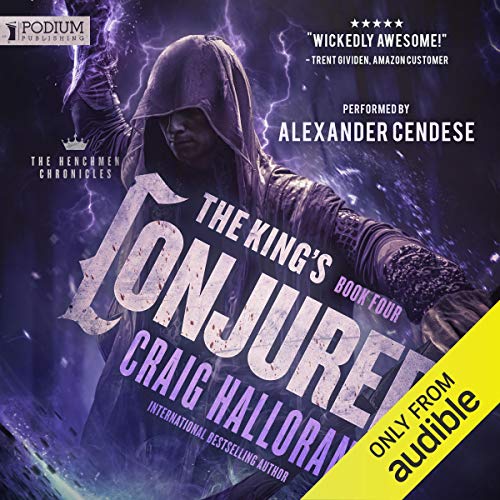 PODIUM
PUBLISHING
★★★★★
"WICKEDLY AWESOME!"
- TRENT GIVIDEN, AMAZON CUSTOMER
PERFORMED BY
ALEXANDER CENDESE
THE HENCHMEN
CHRONICLES
THE KING'S
BOOK FOUR
CONJURER
CRAIG HALLORAN
INTERNATIONAL BESTSELLING AUTHOR
ONLY FROM
audible